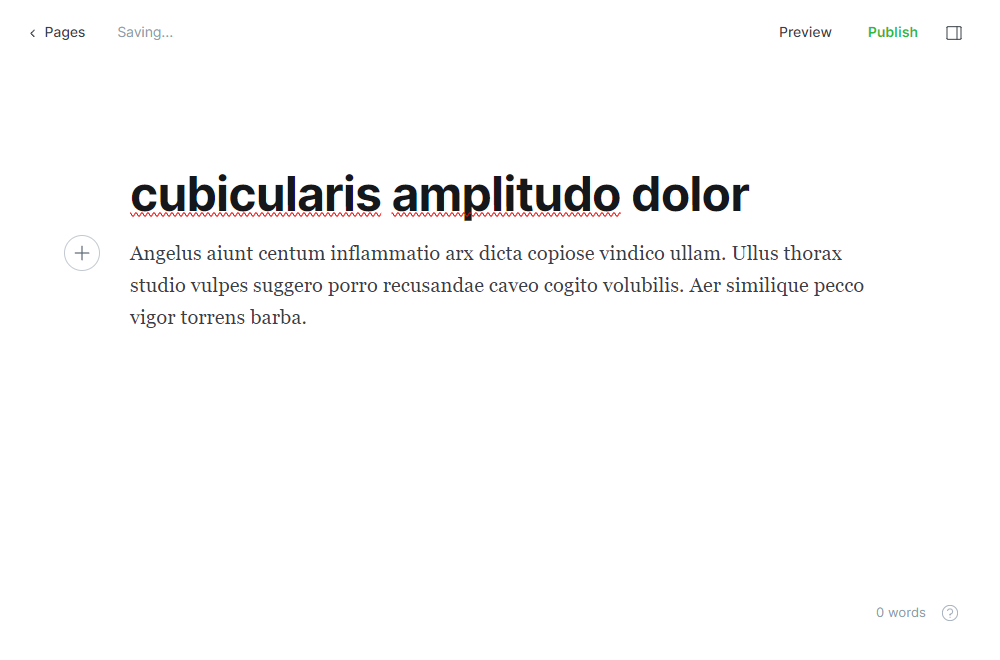 Pages Saving... Preview Publish
cubicularis amplitudo dolor
Angelus aiunt centum inflammatio arx dicta copiose vindico ullam. Ullus thorax
studio vulpes suggero porro recusandae caveo cogito volubilis. Aer similique pecco
vigor torrens barba.
0 words ?